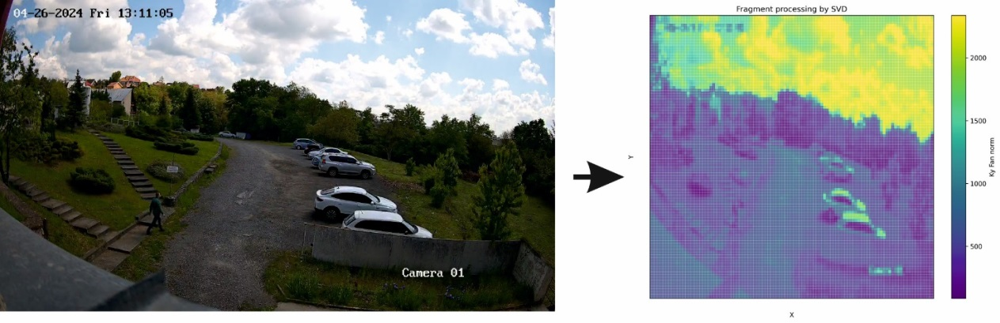 04-26-2024 Fri 13:11:05
Camera 01
Fragment processing by SVD
Y
X
2000
1500
1000
500
Ky Fan norm